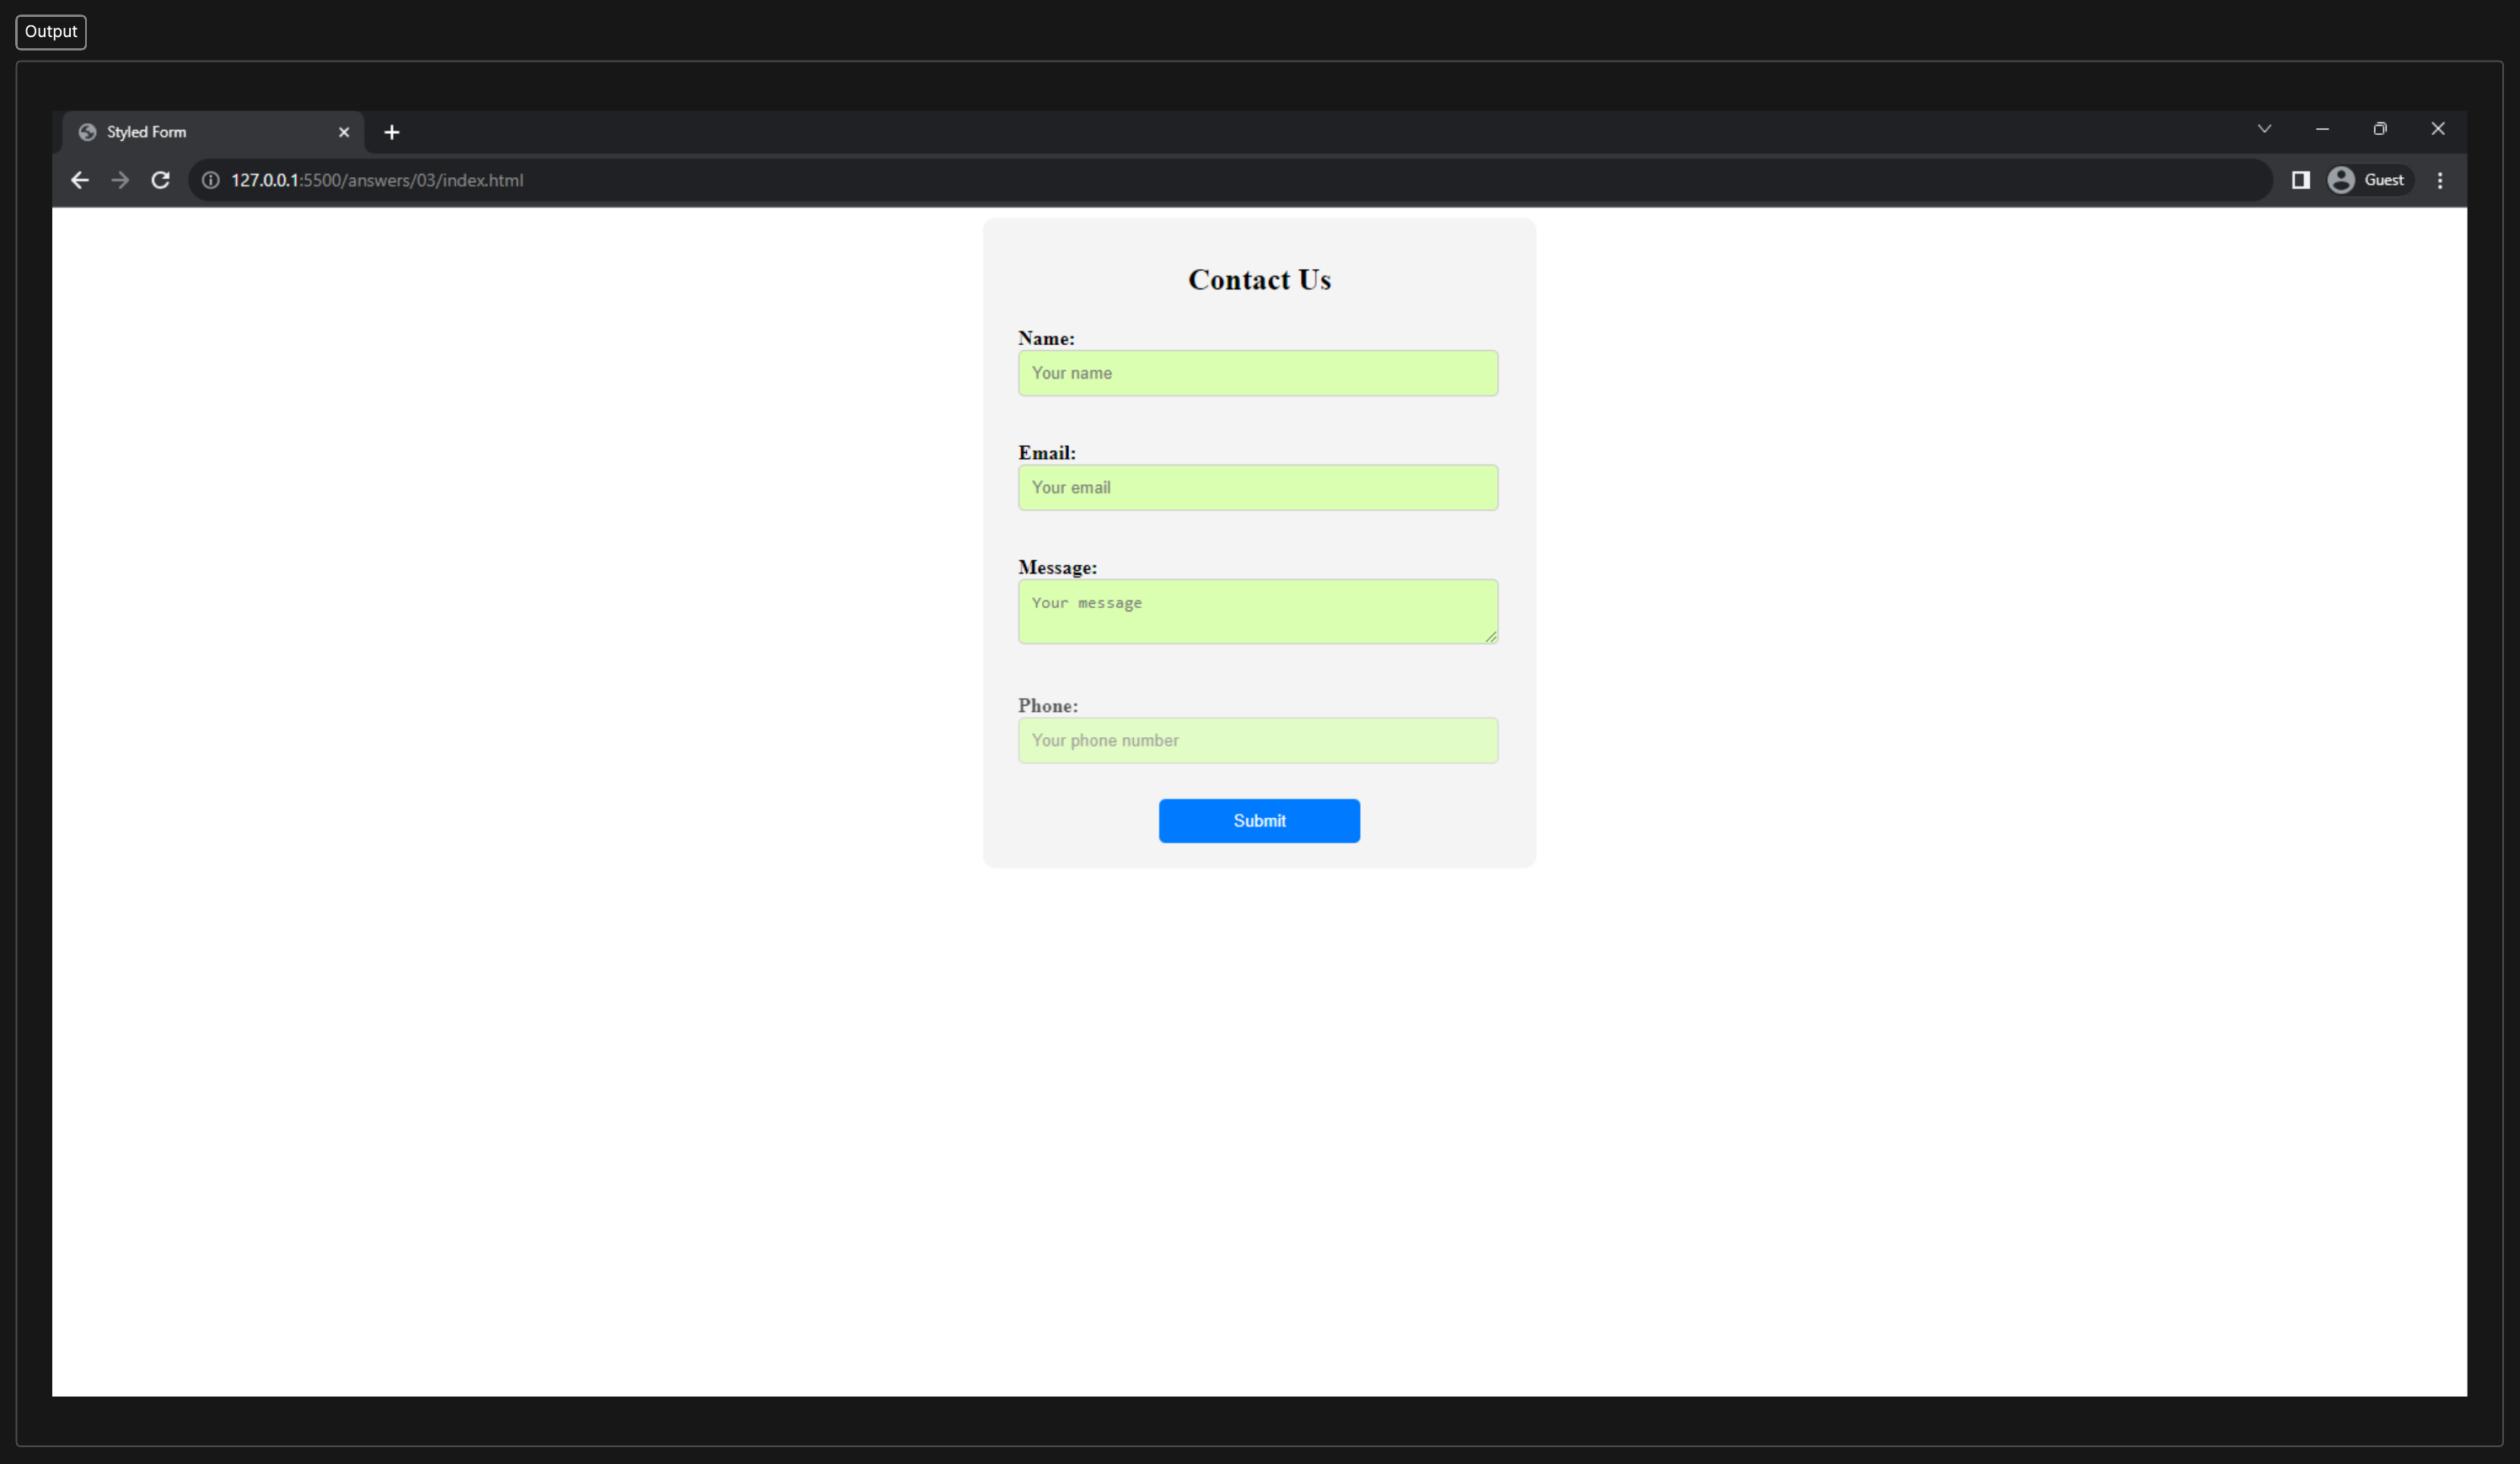 Output
Styled Form
127.0.0.1:5500/answers/03/index.html
Guest
Contact Us
Name:
Your name
Email:
Your email
Message:
Your message
Phone:
Your phone number
Submit